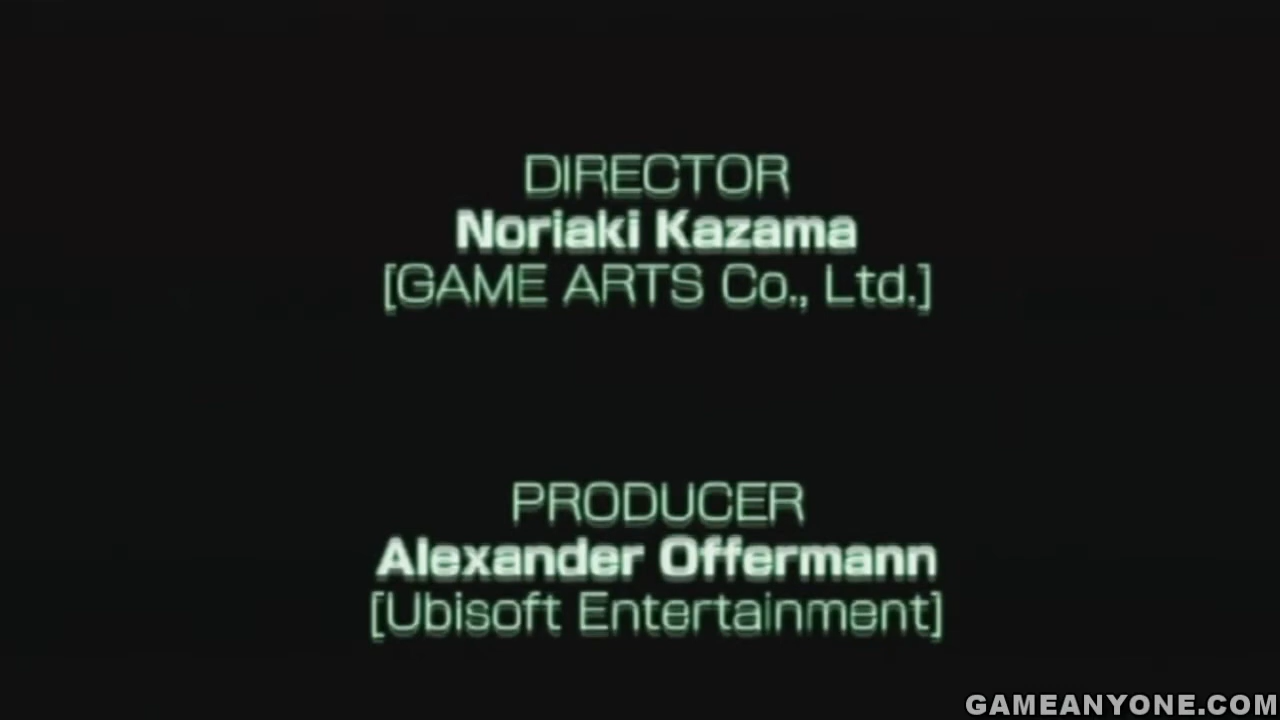 DIRECTOR
Noriaki Kazama
[GAME ARTS Co., Ltd.]
PRODUCER
Alexander Offermann
[Ubisoft Entertainment]
GAMEANYONE.COM